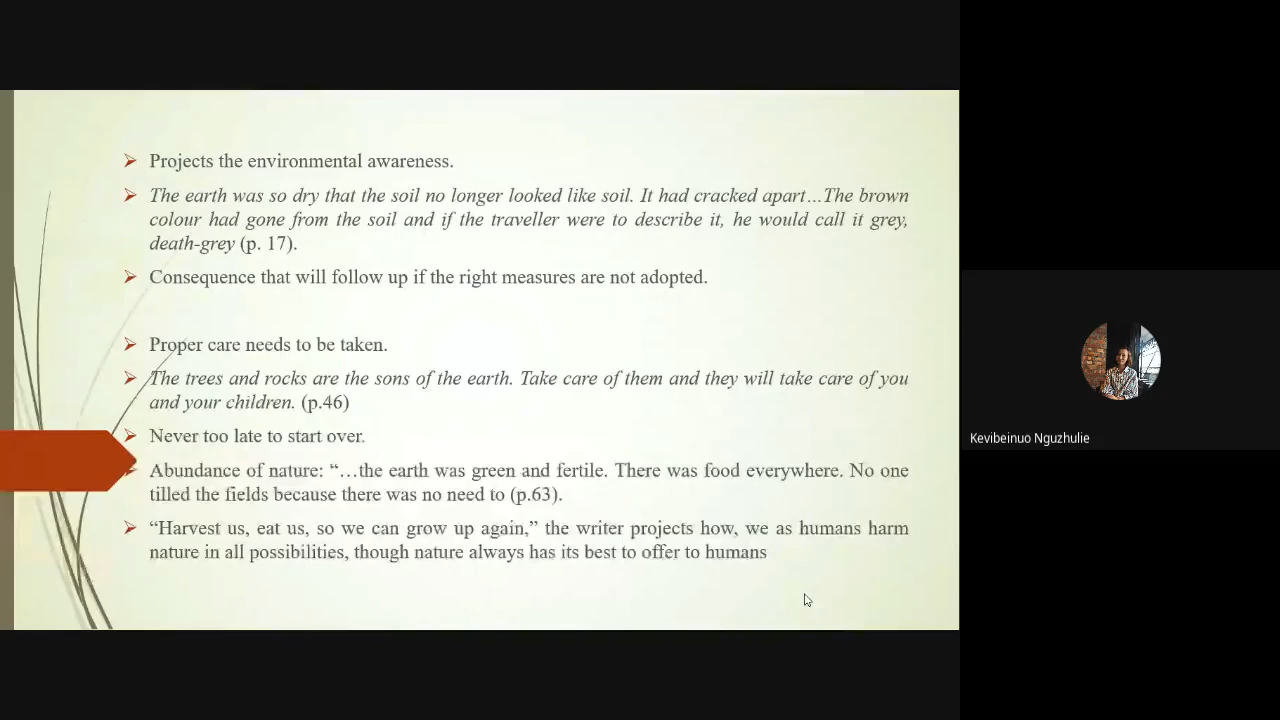 Projects the environmental awareness.
The earth was so dry that the soil no longer looked like soil. It had cracked apart…The brown
colour had gone from the soil and if the traveller were to describe it, he would call it grey,
death-grey (p. 17).
Consequence that will follow up if the right measures are not adopted.
Proper care needs to be taken.
The trees and rocks are the sons of the earth. Take care of them and they will take care of you
and your children. (p.46)
Never too late to start over.
Abundance of nature: “…the earth was green and fertile. There was food everywhere. No one
tilled the fields because there was no need to (p.63).
“Harvest us, eat us, so we can grow up again,” the writer projects how, we as humans harm
nature in all possibilities, though nature always has its best to offer to humans
Kevibeinuo Nguzhulie